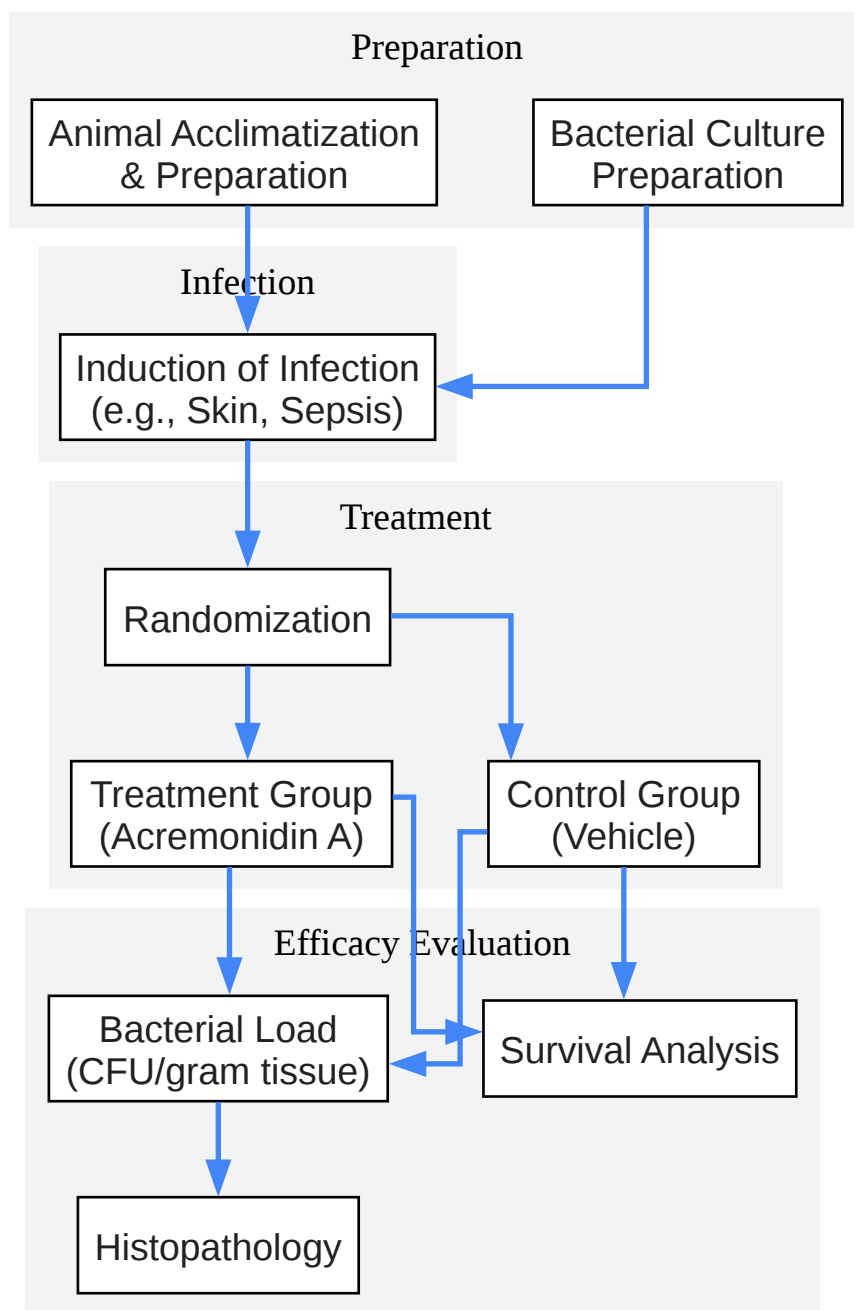 Preparation
Animal Acclimatization
& Preparation
Bacterial Culture
Preparation
Infection
Induction of Infection
(e.g., Skin, Sepsis)
Treatment
Randomization
Treatment Group
(Acremonidin A)
Control Group
(Vehicle)
Efficacy Evaluation
Bacterial Load
(CFU/gram tissue)
Survival Analysis
Histopathology